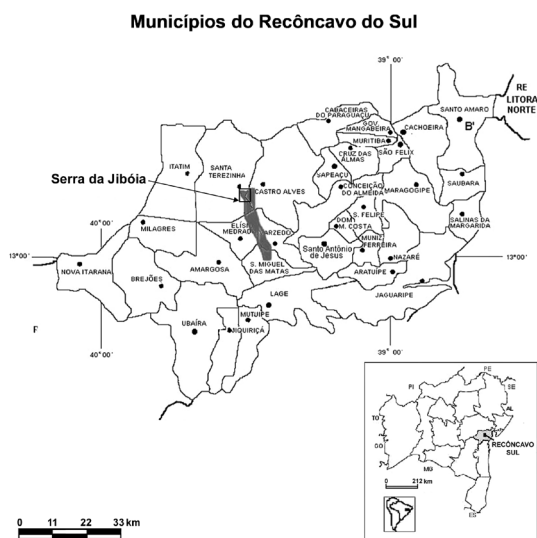 Municípios do Recôncavo do Sul
39° 00'
RE
LITORA
NORTE
CABACEIRAS
DO PARAGUAÇU
SANTO AMARO
GOV.
MANGABEIRA
B'
CACHOEIRA
MURITIBA
CRUZ DAS
ALMAS
SÃO FELIX
ITATIM
SANTA
TEREZINHA
SAPEAÇU
SAUBARA
Serra da Jibóia
CASTRO ALVES
CONCEIÇÃO
DO ALMEIDA
MARAGOGIPE
40° 00'
MILAGRES
S. FELIPE
SALINAS DA
MARGARIDA
DOM
M. COSTA
ELÍSIO
MEDRADO
VARZEDO
Santo Antônio
de Jesus
MUNIZ
FERREIRA
13° 00'
NAZARÉ
13° 00'
NOVA ITARANA
AMARGOSA
S. MIGUEL
DAS MATAS
ARATUÍPE
BREJÕES
LAGE
JAGUARIPE
MUTUIPE
UBAÍRA
JIQUIRIÇÁ
F
40° 00'
39° 00'
PE
PI
SE
AL
TO
GO
RECÔNCAVO
SUL
MG
0 212 km
ES
0 11 22 33 km